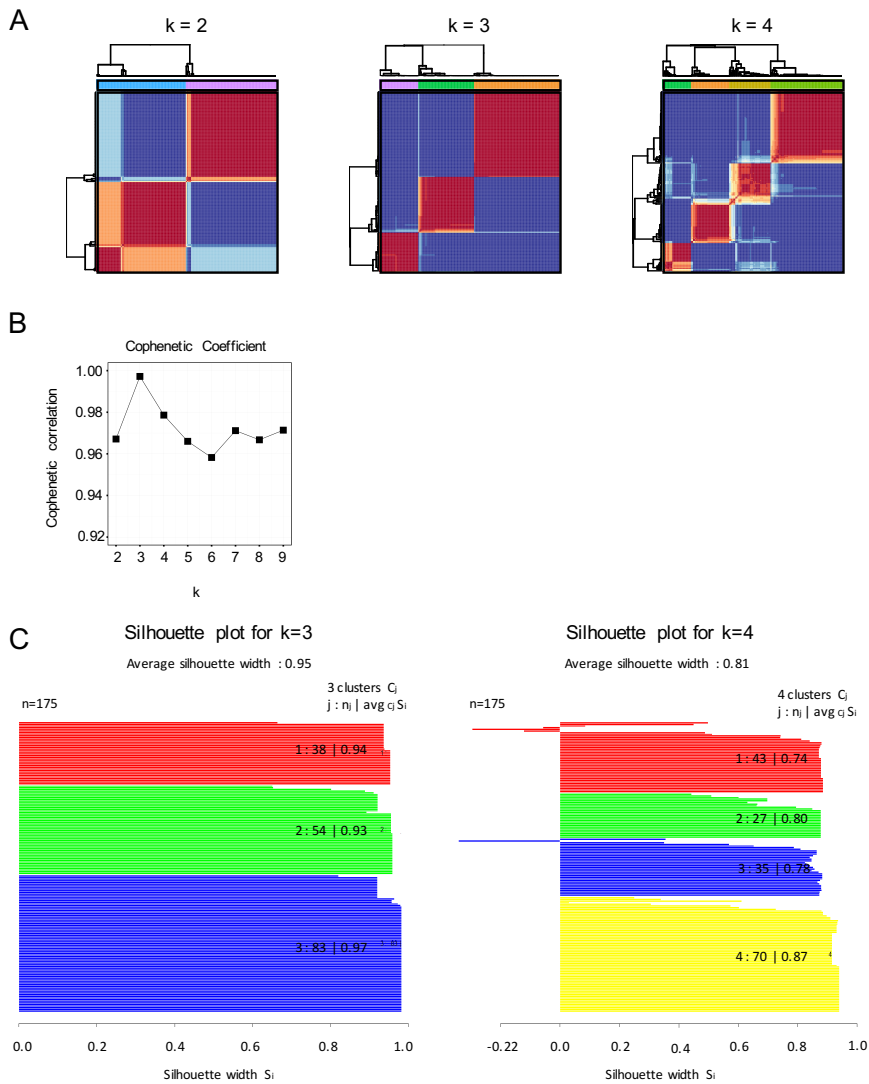 A
k = 2
k = 3
k = 4
B
Cophenetic Coefficient
Cophenetic correlation
1.00
0.98
0.96
0.94
0.92
2 3 4 5 6 7 8 9
k
C
Silhouette plot for k=3
Average silhouette width : 0.95
n=175
3 clusters Cj
j : nj | avg cj Si
1 : 38 | 0.94
2 : 54 | 0.93
3 : 83 | 0.97
0.0 0.2 0.4 0.6 0.8 1.0
Silhouette width Si
Silhouette plot for k=4
Average silhouette width : 0.81
n=175
4 clusters Cj
j : nj | avg cj Si
1 : 43 | 0.74
2 : 27 | 0.80
3 : 35 | 0.78
4 : 70 | 0.87
-0.22 0.0 0.2 0.4 0.6 0.8 1.0
Silhouette width Si